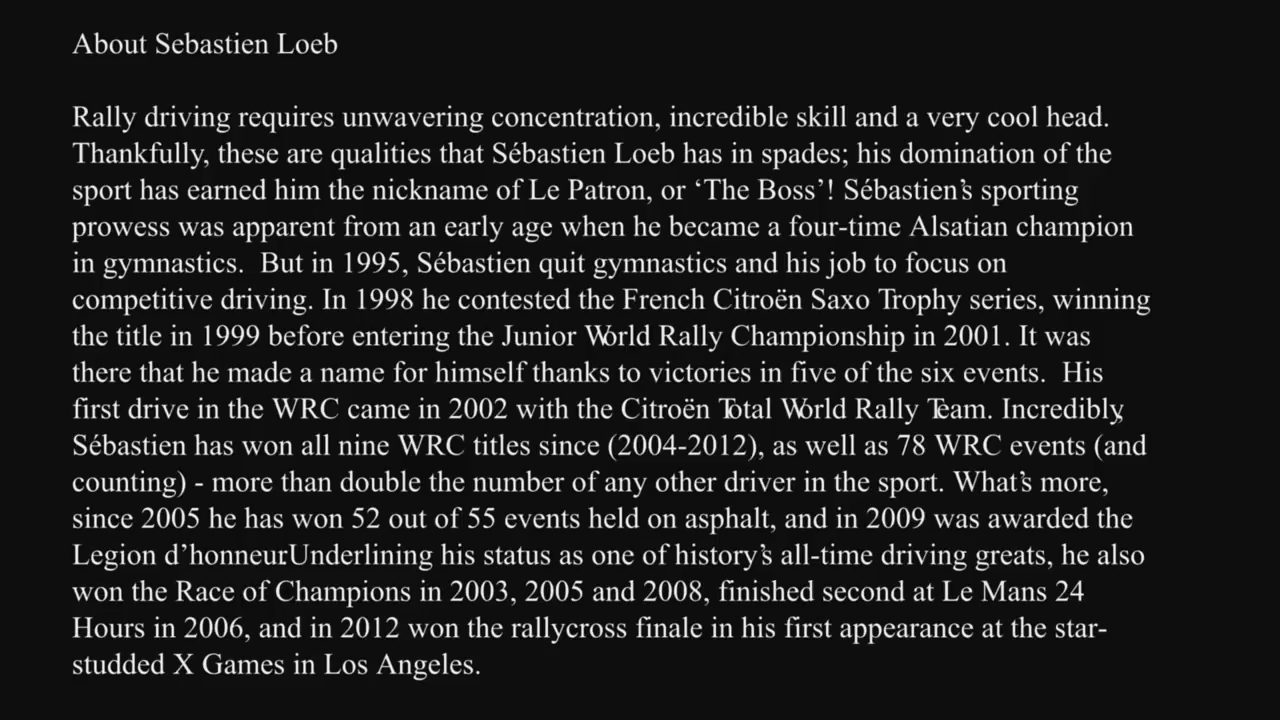 About Sebastien Loeb
Rally driving requires unwavering concentration, incredible skill and a very cool head.
Thankfully, these are qualities that Sébastien Loeb has in spades; his domination of the
sport has earned him the nickname of Le Patron, or ‘The Boss’! Sébastien’s sporting
prowess was apparent from an early age when he became a four-time Alsatian champion
in gymnastics.  But in 1995, Sébastien quit gymnastics and his job to focus on
competitive driving. In 1998 he contested the French Citroën Saxo Trophy series, winning
the title in 1999 before entering the Junior World Rally Championship in 2001. It was
there that he made a name for himself thanks to victories in five of the six events.  His
first drive in the WRC came in 2002 with the Citroën Total World Rally Team. Incredibly,
Sébastien has won all nine WRC titles since (2004-2012), as well as 78 WRC events (and
counting) - more than double the number of any other driver in the sport. What’s more,
since 2005 he has won 52 out of 55 events held on asphalt, and in 2009 was awarded the
Legion d’honneur.Underlining his status as one of history’s all-time driving greats, he also
won the Race of Champions in 2003, 2005 and 2008, finished second at Le Mans 24
Hours in 2006, and in 2012 won the rallycross finale in his first appearance at the star-
studded X Games in Los Angeles.